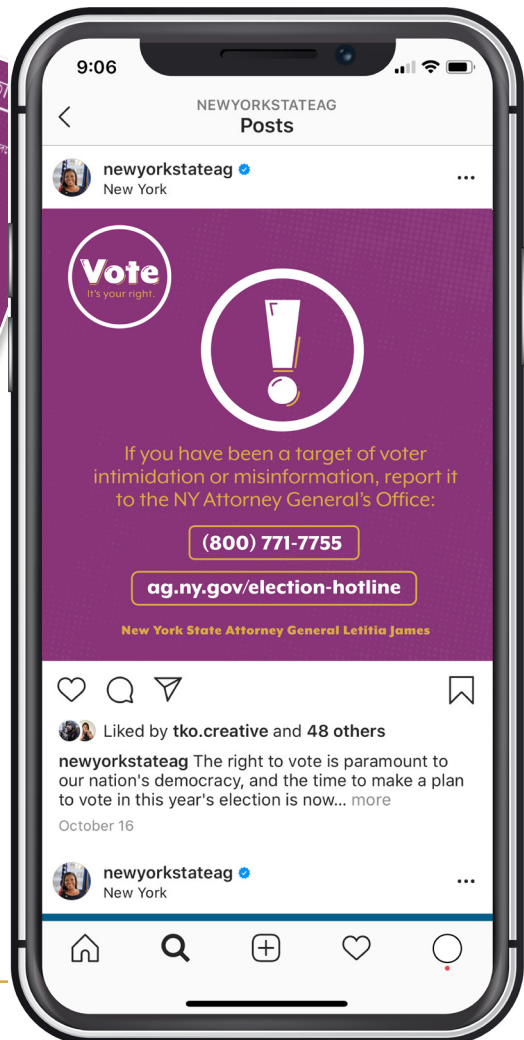 9:06
NEWYORKSTATEAG
Posts
newyorkstateag
New York
Vote
It's your right.
If you have been a target of voter
intimidation or misinformation, report it
to the NY Attorney General's Office:
(800) 771-7755
ag.ny.gov/election-hotline
New York State Attorney General Letitia James
Liked by tko.creative and 48 others
newyorkstateag The right to vote is paramount to
our nation's democracy, and the time to make a plan
to vote in this year's election is now... more
October 16
newyorkstateag
New York